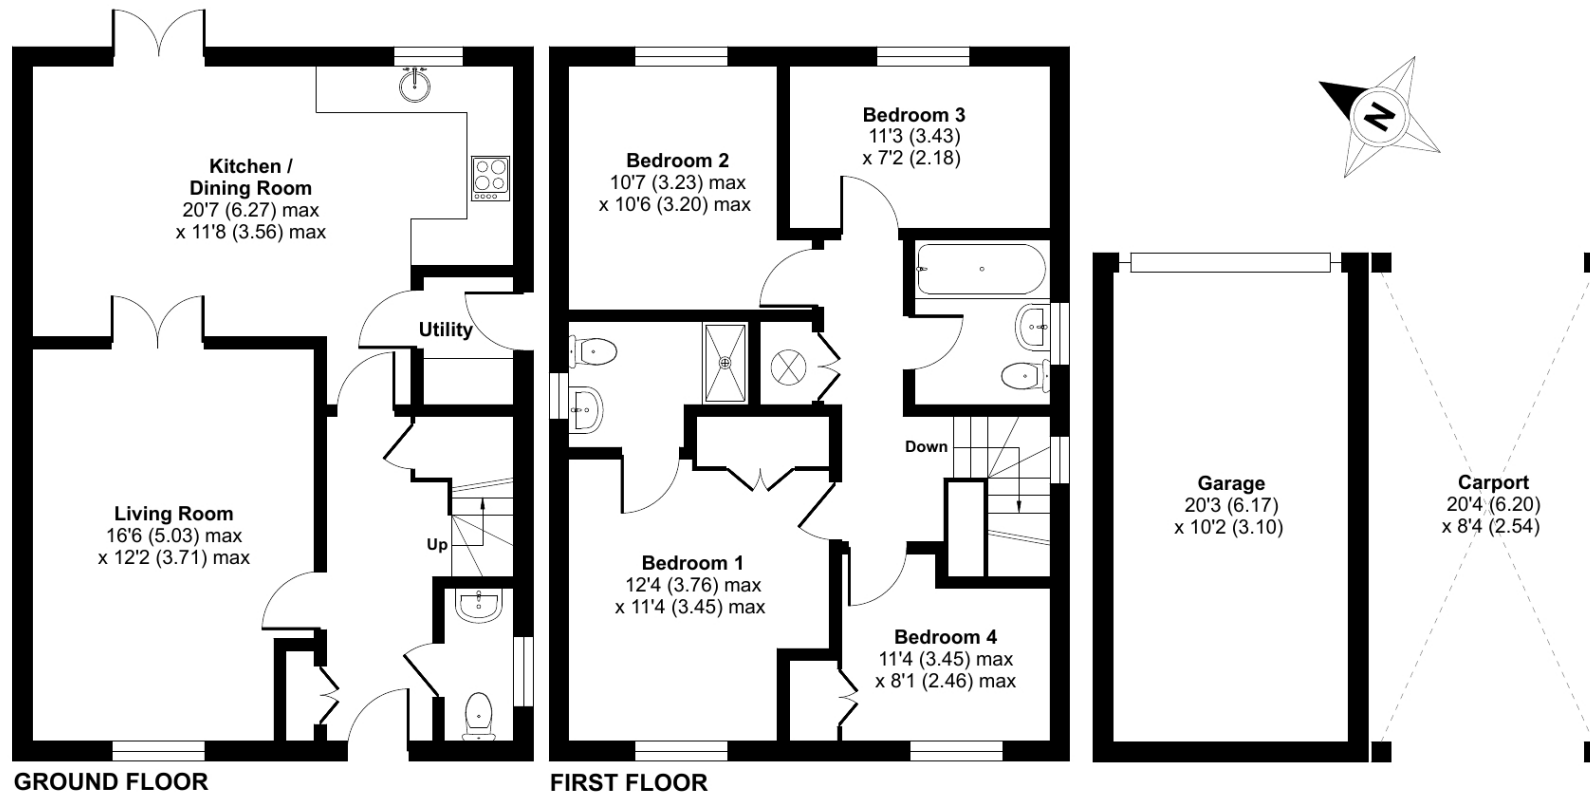 Kitchen /
Dining Room
20'7 (6.27) max
x 11'8 (3.56) max
Utility
Living Room
16'6 (5.03) max
x 12'2 (3.71) max
Up
GROUND FLOOR
Bedroom 2
10'7 (3.23) max
x 10'6 (3.20) max
Bedroom 3
11'3 (3.43)
x 7'2 (2.18)
Down
Bedroom 1
12'4 (3.76) max
x 11'4 (3.45) max
Bedroom 4
11'4 (3.45) max
x 8'1 (2.46) max
FIRST FLOOR
N
Garage
20'3 (6.17)
x 10'2 (3.10)
Carport
20'4 (6.20)
x 8'4 (2.54)